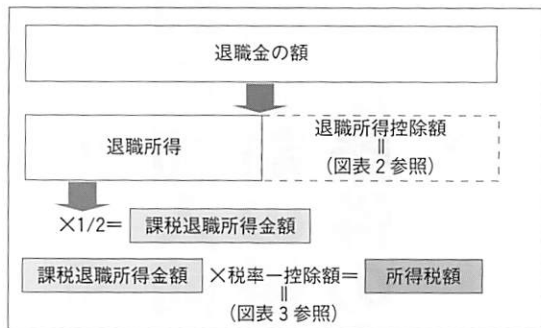 退職金の額
退職所得
退職所得控除額
||
(図表2参照)
×1/2=
課税退職所得金額
課税退職所得金額
×税率ー控除額=
所得税額
||
(図表3参照)